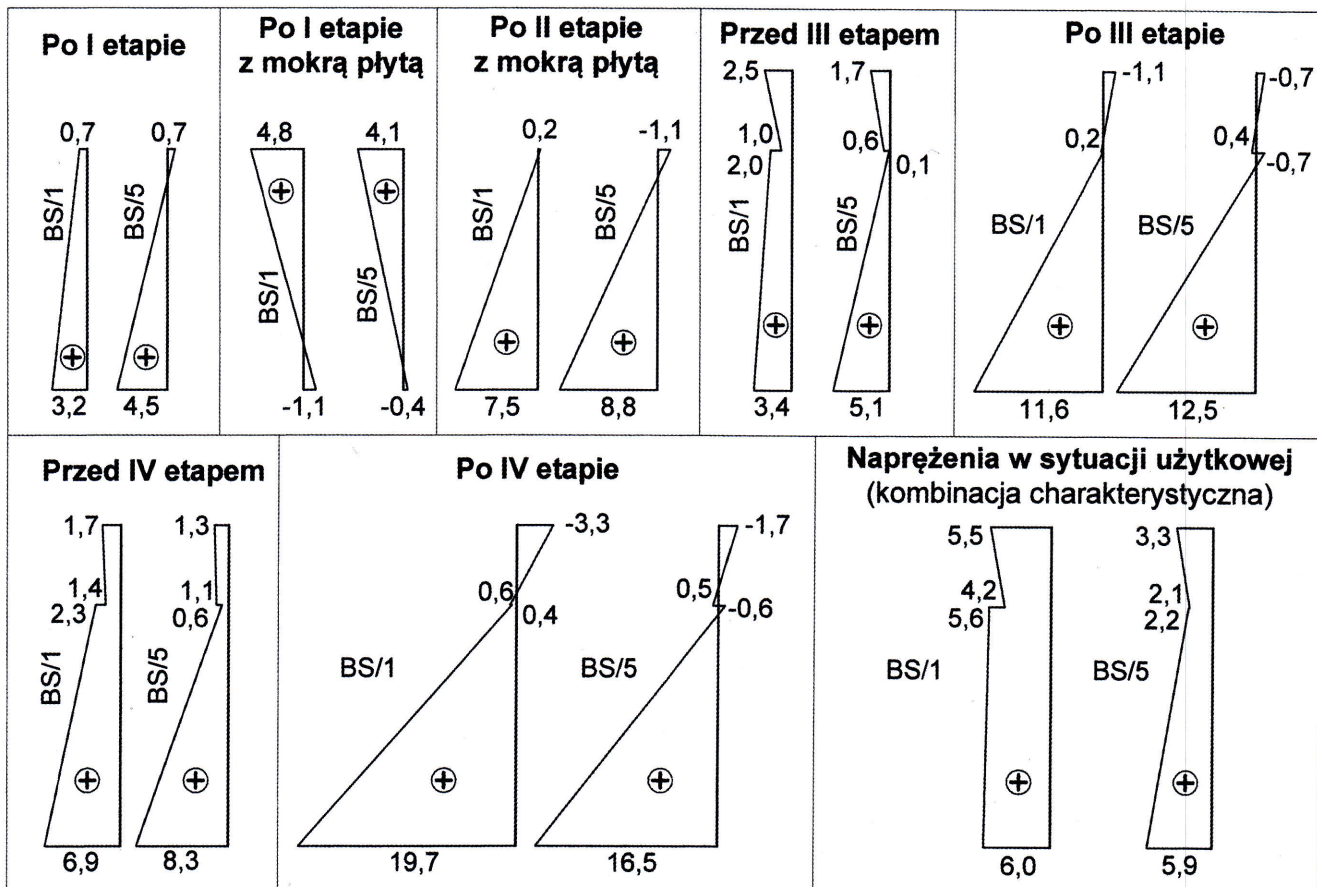 Po I etapie
0,7 0,7
BS/1 BS/5
3,2 4,5
Po I etapie
z mokrą płytą
4,8 4,1
BS/1 BS/5
-1,1 -0,4
Po II etapie
z mokrą płytą
0,2 -1,1
BS/1 BS/5
7,5 8,8
Przed III etapem
2,5 1,7
1,0 0,6
2,0 0,1
BS/1 BS/5
3,4 5,1
Po III etapie
-1,1 -0,7
0,2 0,4 -0,7
BS/1 BS/5
11,6 12,5
Przed IV etapem
1,7 1,3
1,4 1,1
2,3 0,6
BS/1 BS/5
6,9 8,3
Po IV etapie
-3,3 -1,7
0,6 0,5
0,4 -0,6
BS/1 BS/5
19,7 16,5
Naprężenia w sytuacji użytkowej
(kombinacja charakterystyczna)
5,5 3,3
4,2 2,1
5,6 2,2
BS/1 BS/5
6,0 5,9